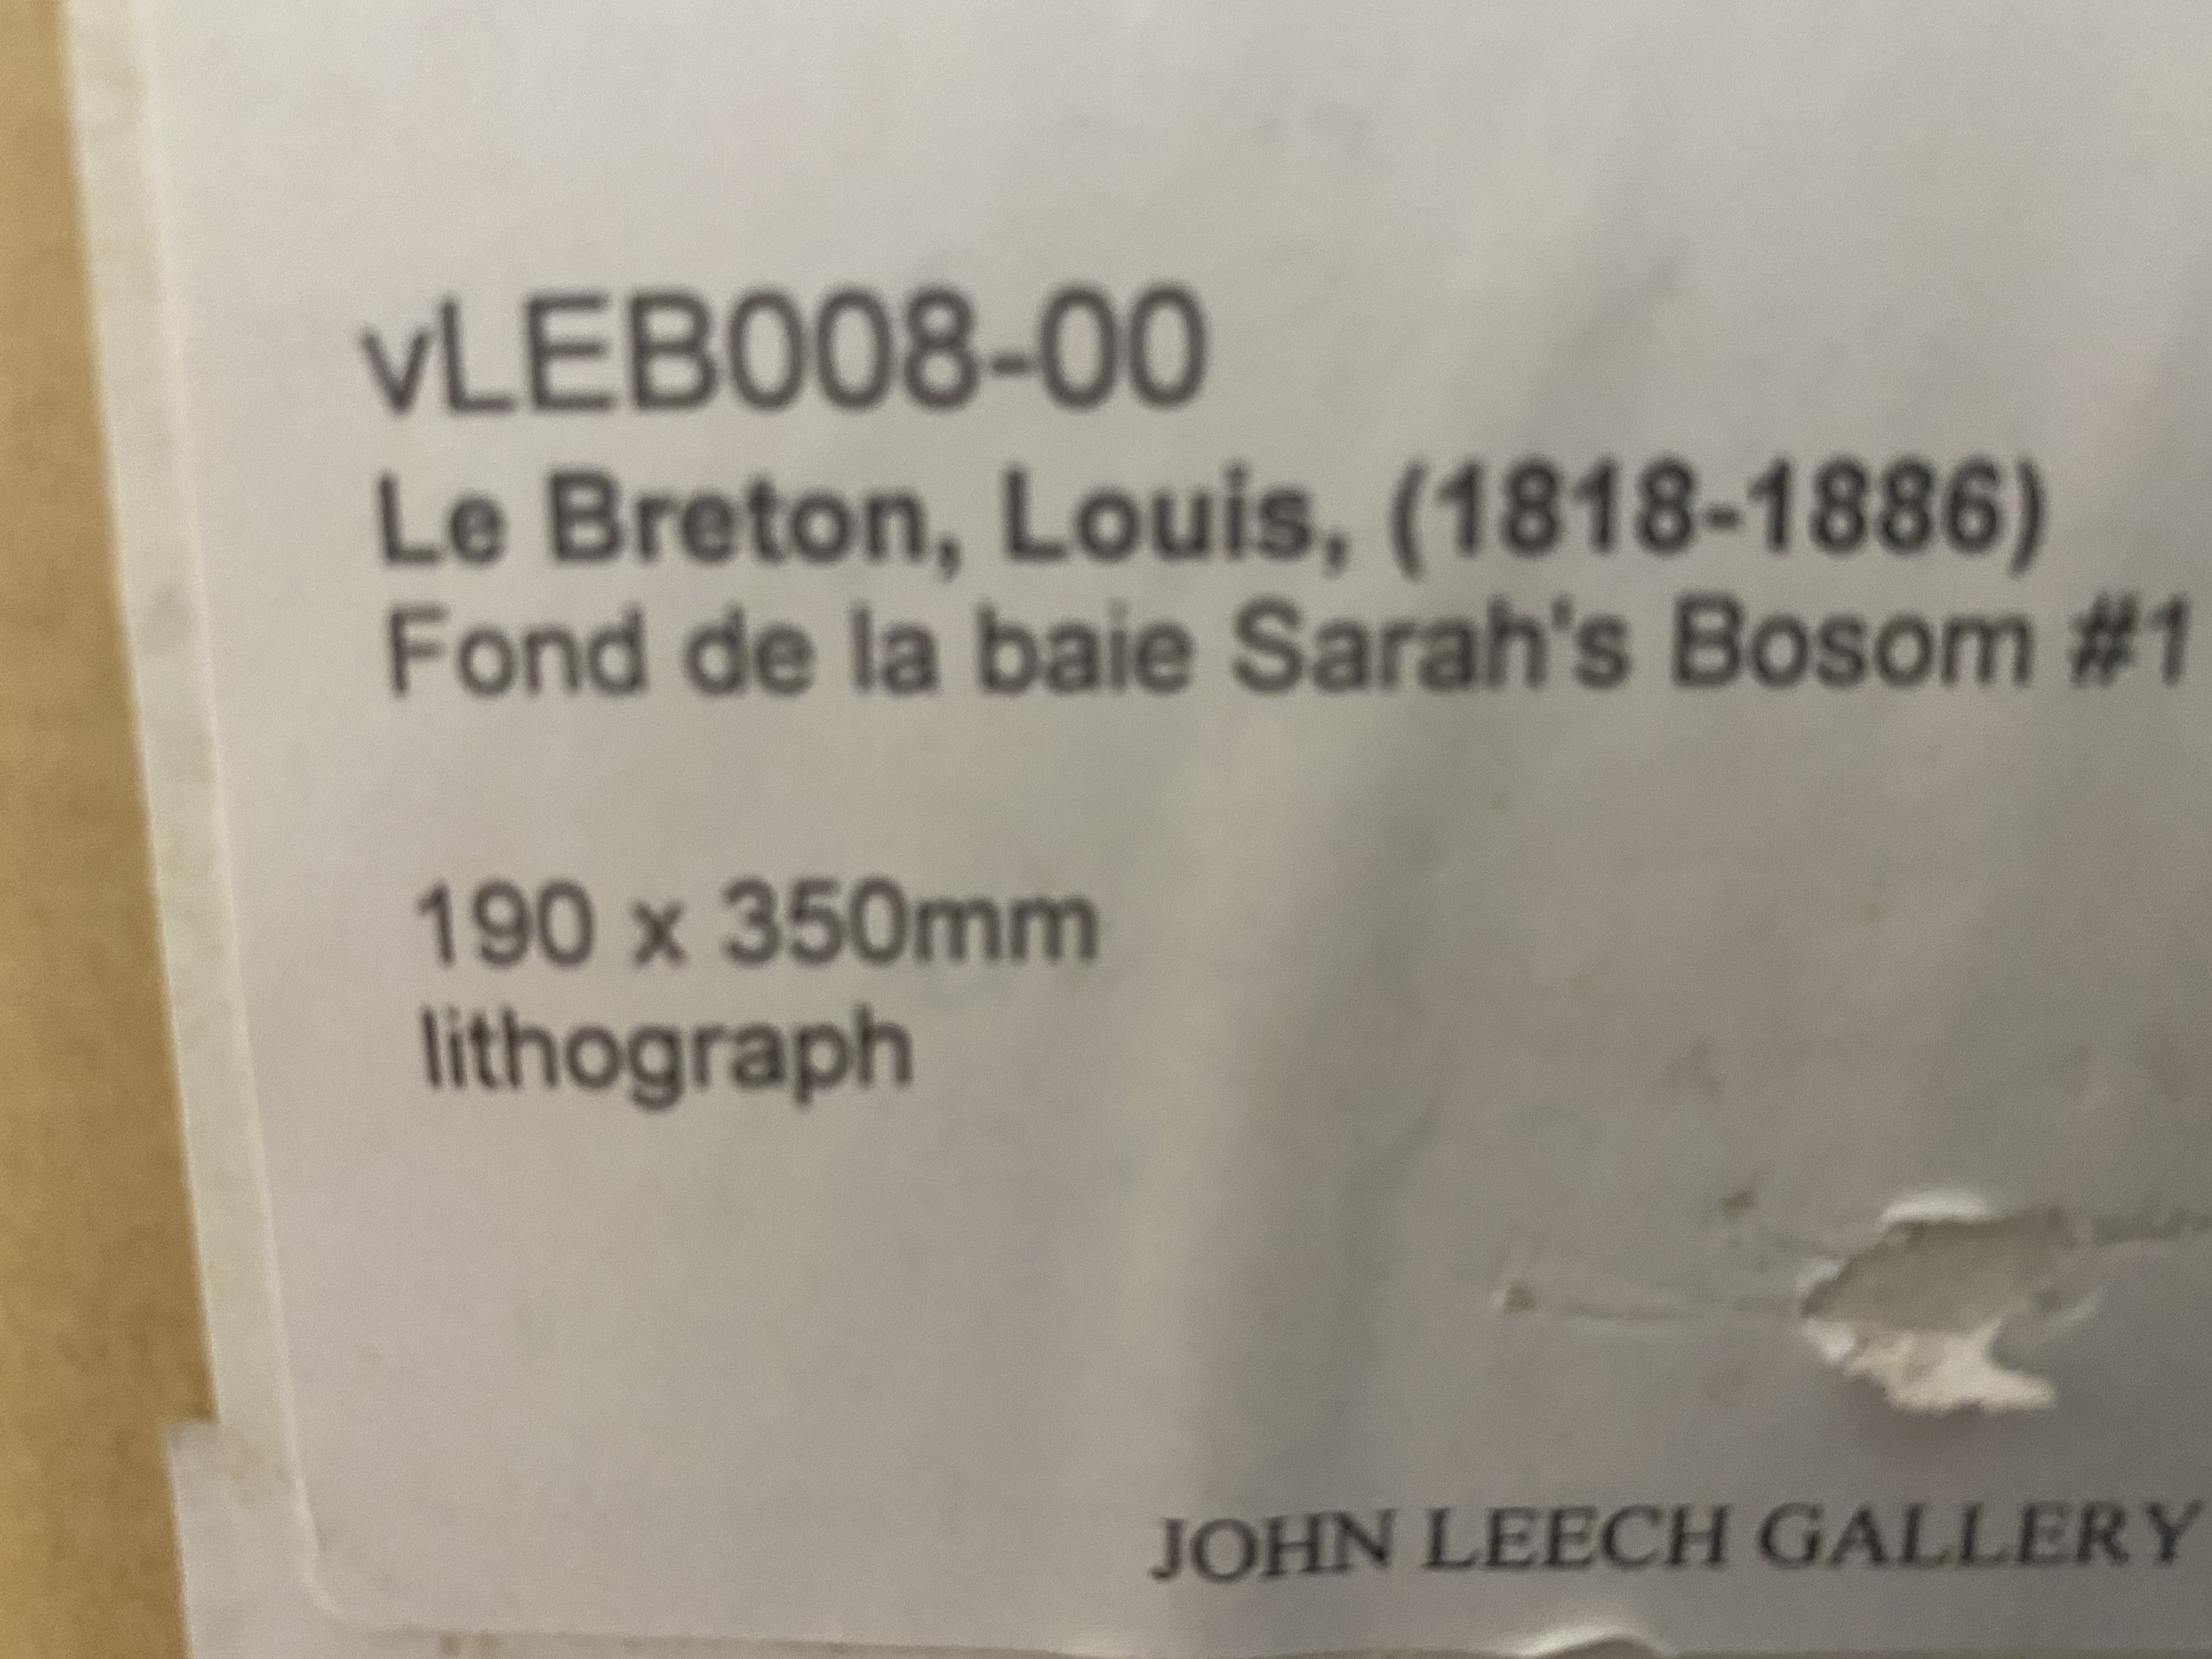 vLEB008-00
Le Breton, Louis, (1818-1886)
Fond de la baie Sarah's Bosom #1
190 x 350mm
lithograph
JOHN LEECH GALLERY